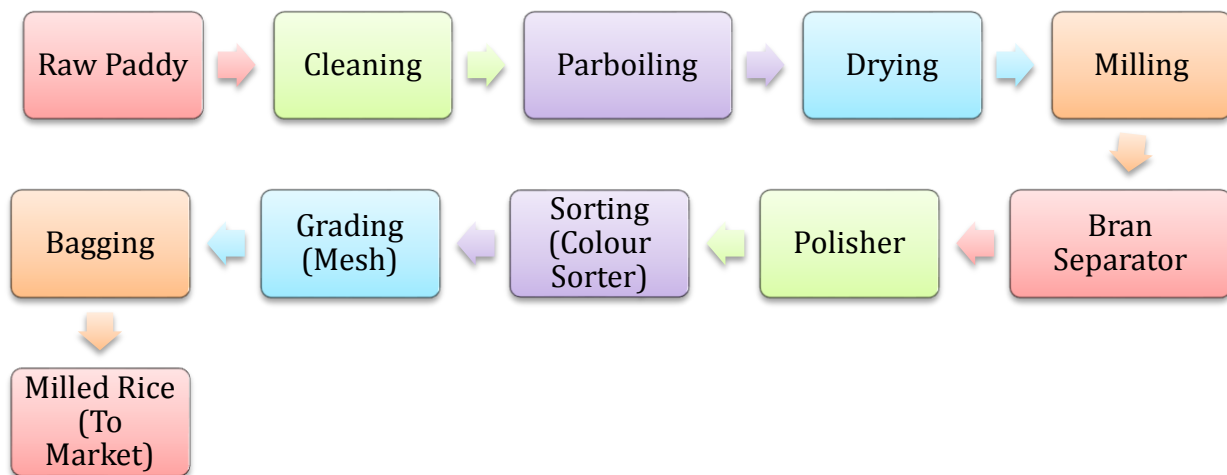 Raw Paddy
Cleaning
Parboiling
Drying
Milling
Bran
Separator
Polisher
Sorting
(Colour
Sorter)
Grading
(Mesh)
Bagging
Milled Rice
(To
Market)